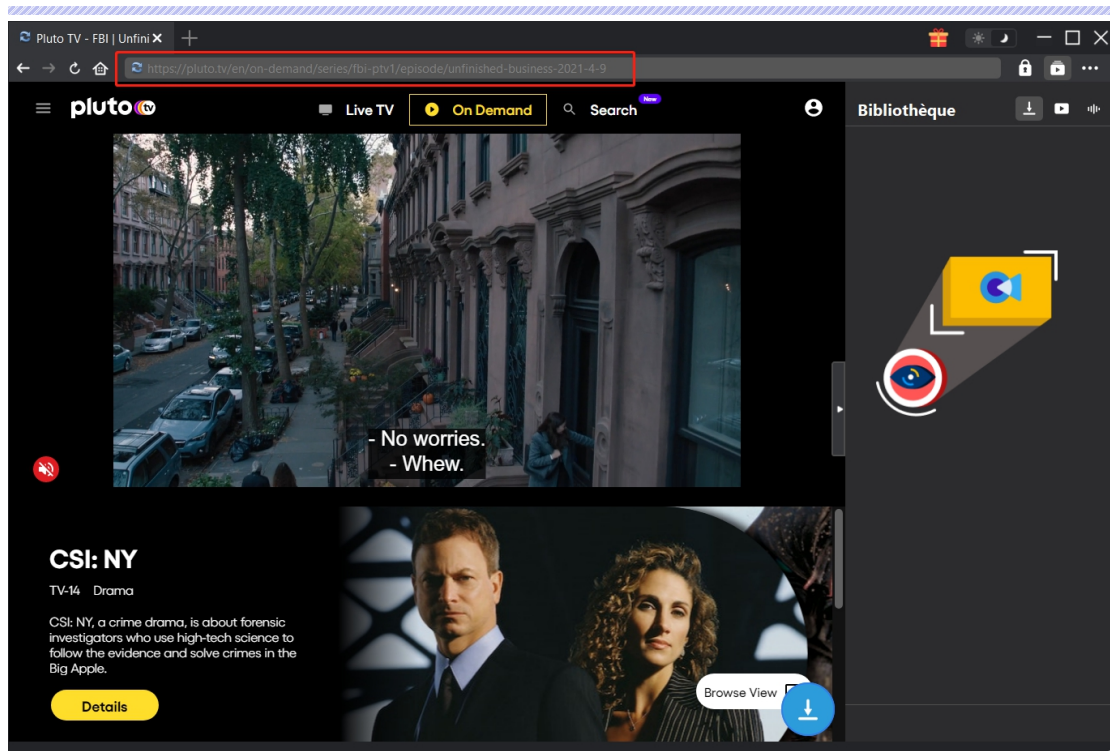 Pluto TV - FBI | Unfini
https://pluto.tv/en/on-demand/series/fbi-ptv1/episode/unfinished-business-2021-4-9
pluto tv
Live TV
On Demand
Search
New
Bibliothèque
- No worries.
- Whew.
CSI: NY
TV-14 Drama
CSI: NY, a crime drama, is about forensic
investigators who use high-tech science to
follow the evidence and solve crimes in the
Big Apple.
Details
Browse View